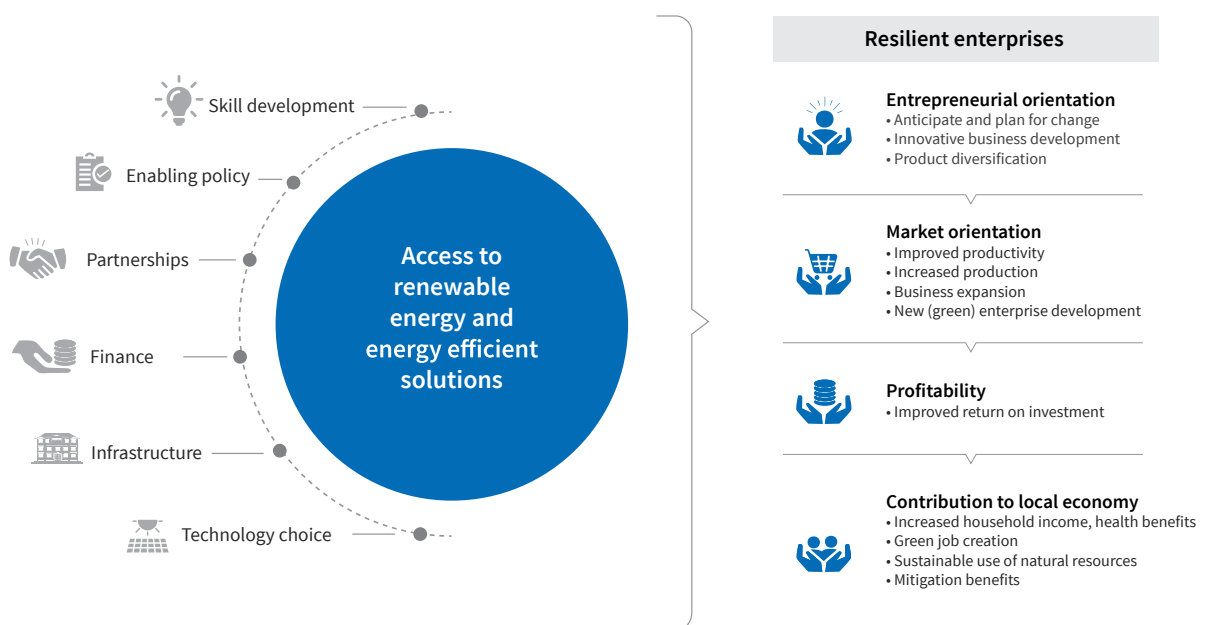 Skill development
Enabling policy
Partnerships
Finance
Infrastructure
Technology choice
Access to
renewable
energy and
energy efficient
solutions
Resilient enterprises
Entrepreneurial orientation
• Anticipate and plan for change
• Innovative business development
• Product diversification
Market orientation
• Improved productivity
• Increased production
• Business expansion
• New (green) enterprise development
Profitability
• Improved return on investment
Contribution to local economy
• Increased household income, health benefits
• Green job creation
• Sustainable use of natural resources
• Mitigation benefits